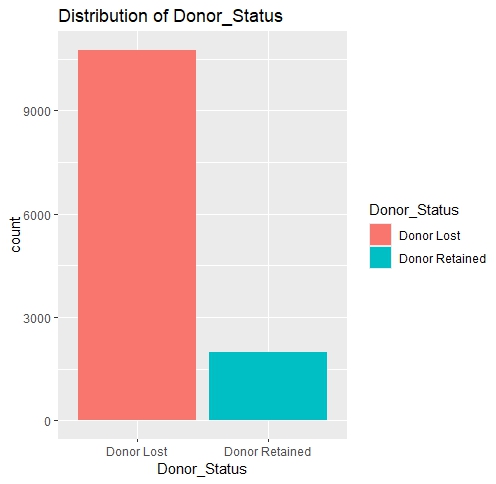 Distribution of Donor_Status
9000
6000
3000
0
count
Donor Lost
Donor Retained
Donor_Status
Donor_Status
Donor Lost
Donor Retained